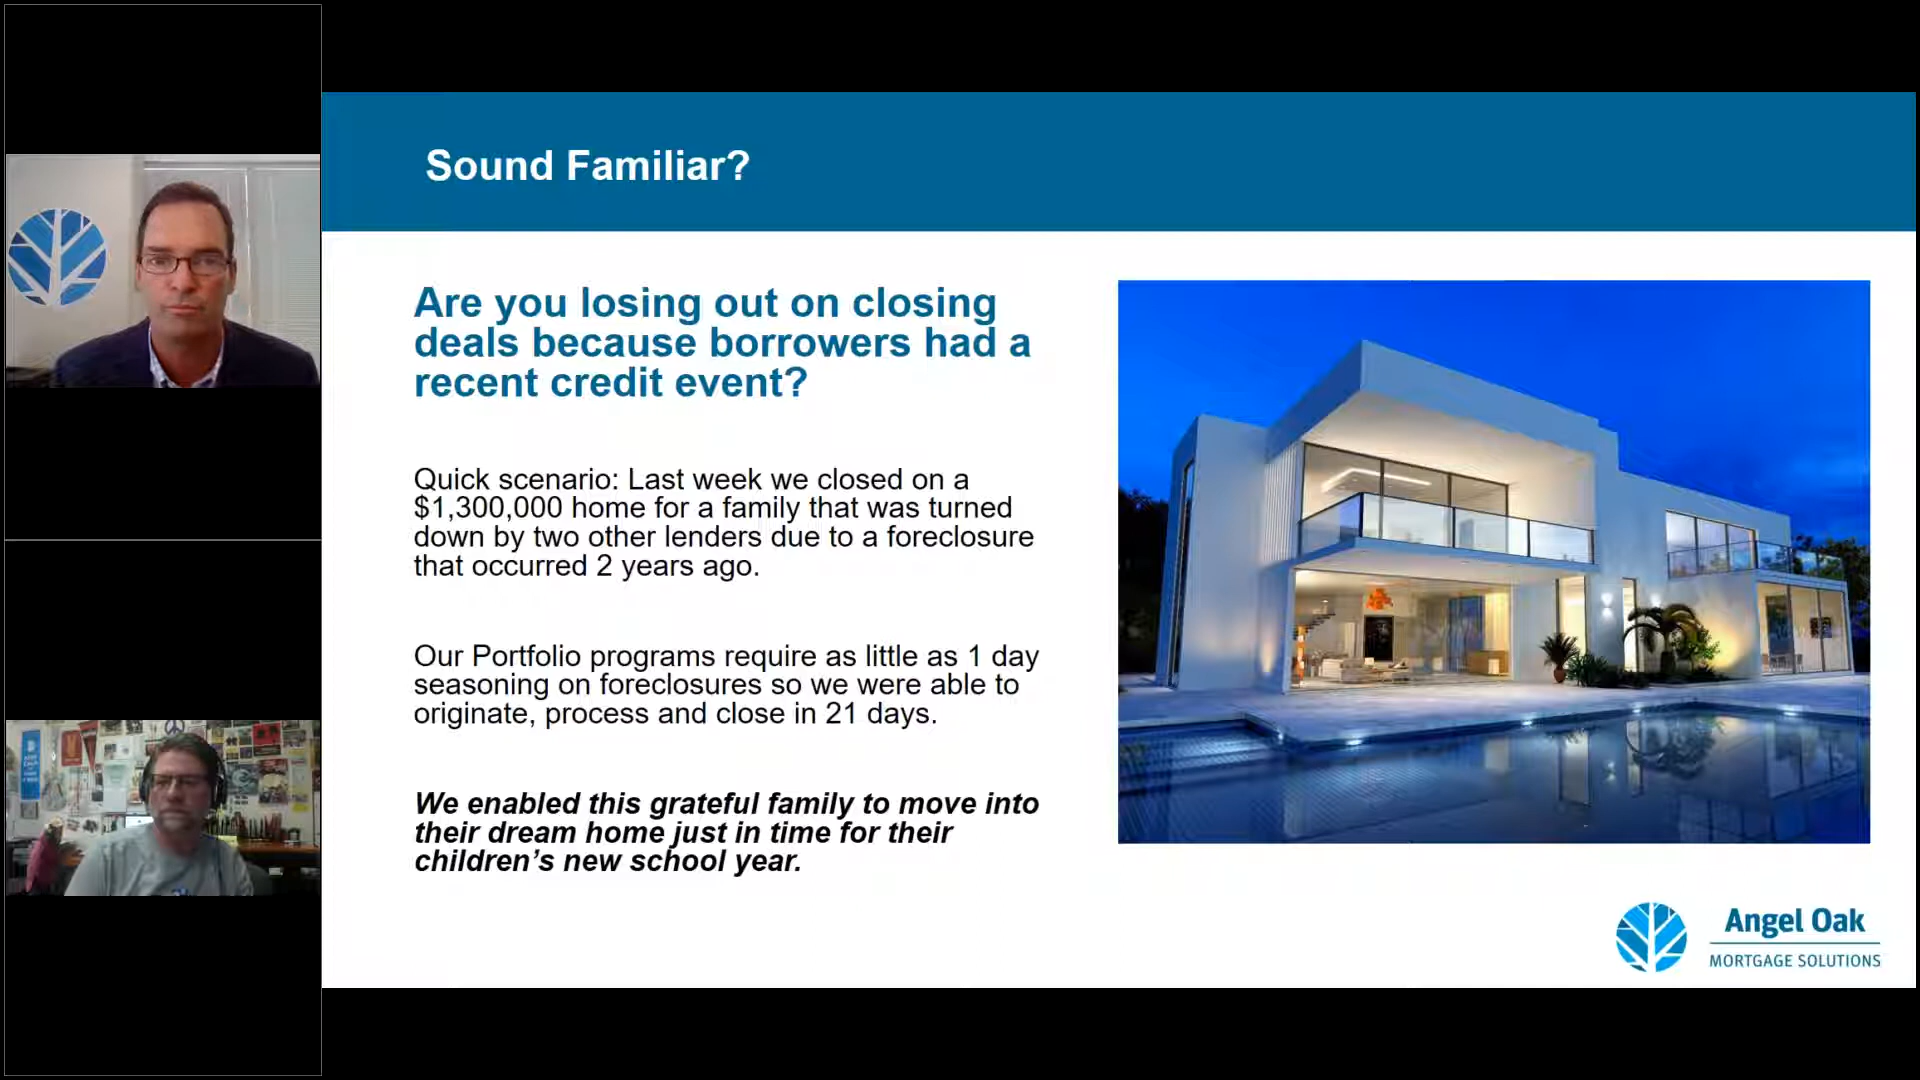 Sound Familiar?
Are you losing out on closing
deals because borrowers had a
recent credit event?
Quick scenario: Last week we closed on a
$1,300,000 home for a family that was turned
down by two other lenders due to a foreclosure
that occurred 2 years ago.
Our Portfolio programs require as little as 1 day
seasoning on foreclosures so we were able to
originate, process and close in 21 days.
We enabled this grateful family to move into
their dream home just in time for their
children’s new school year.
Angel Oak
MORTGAGE SOLUTIONS